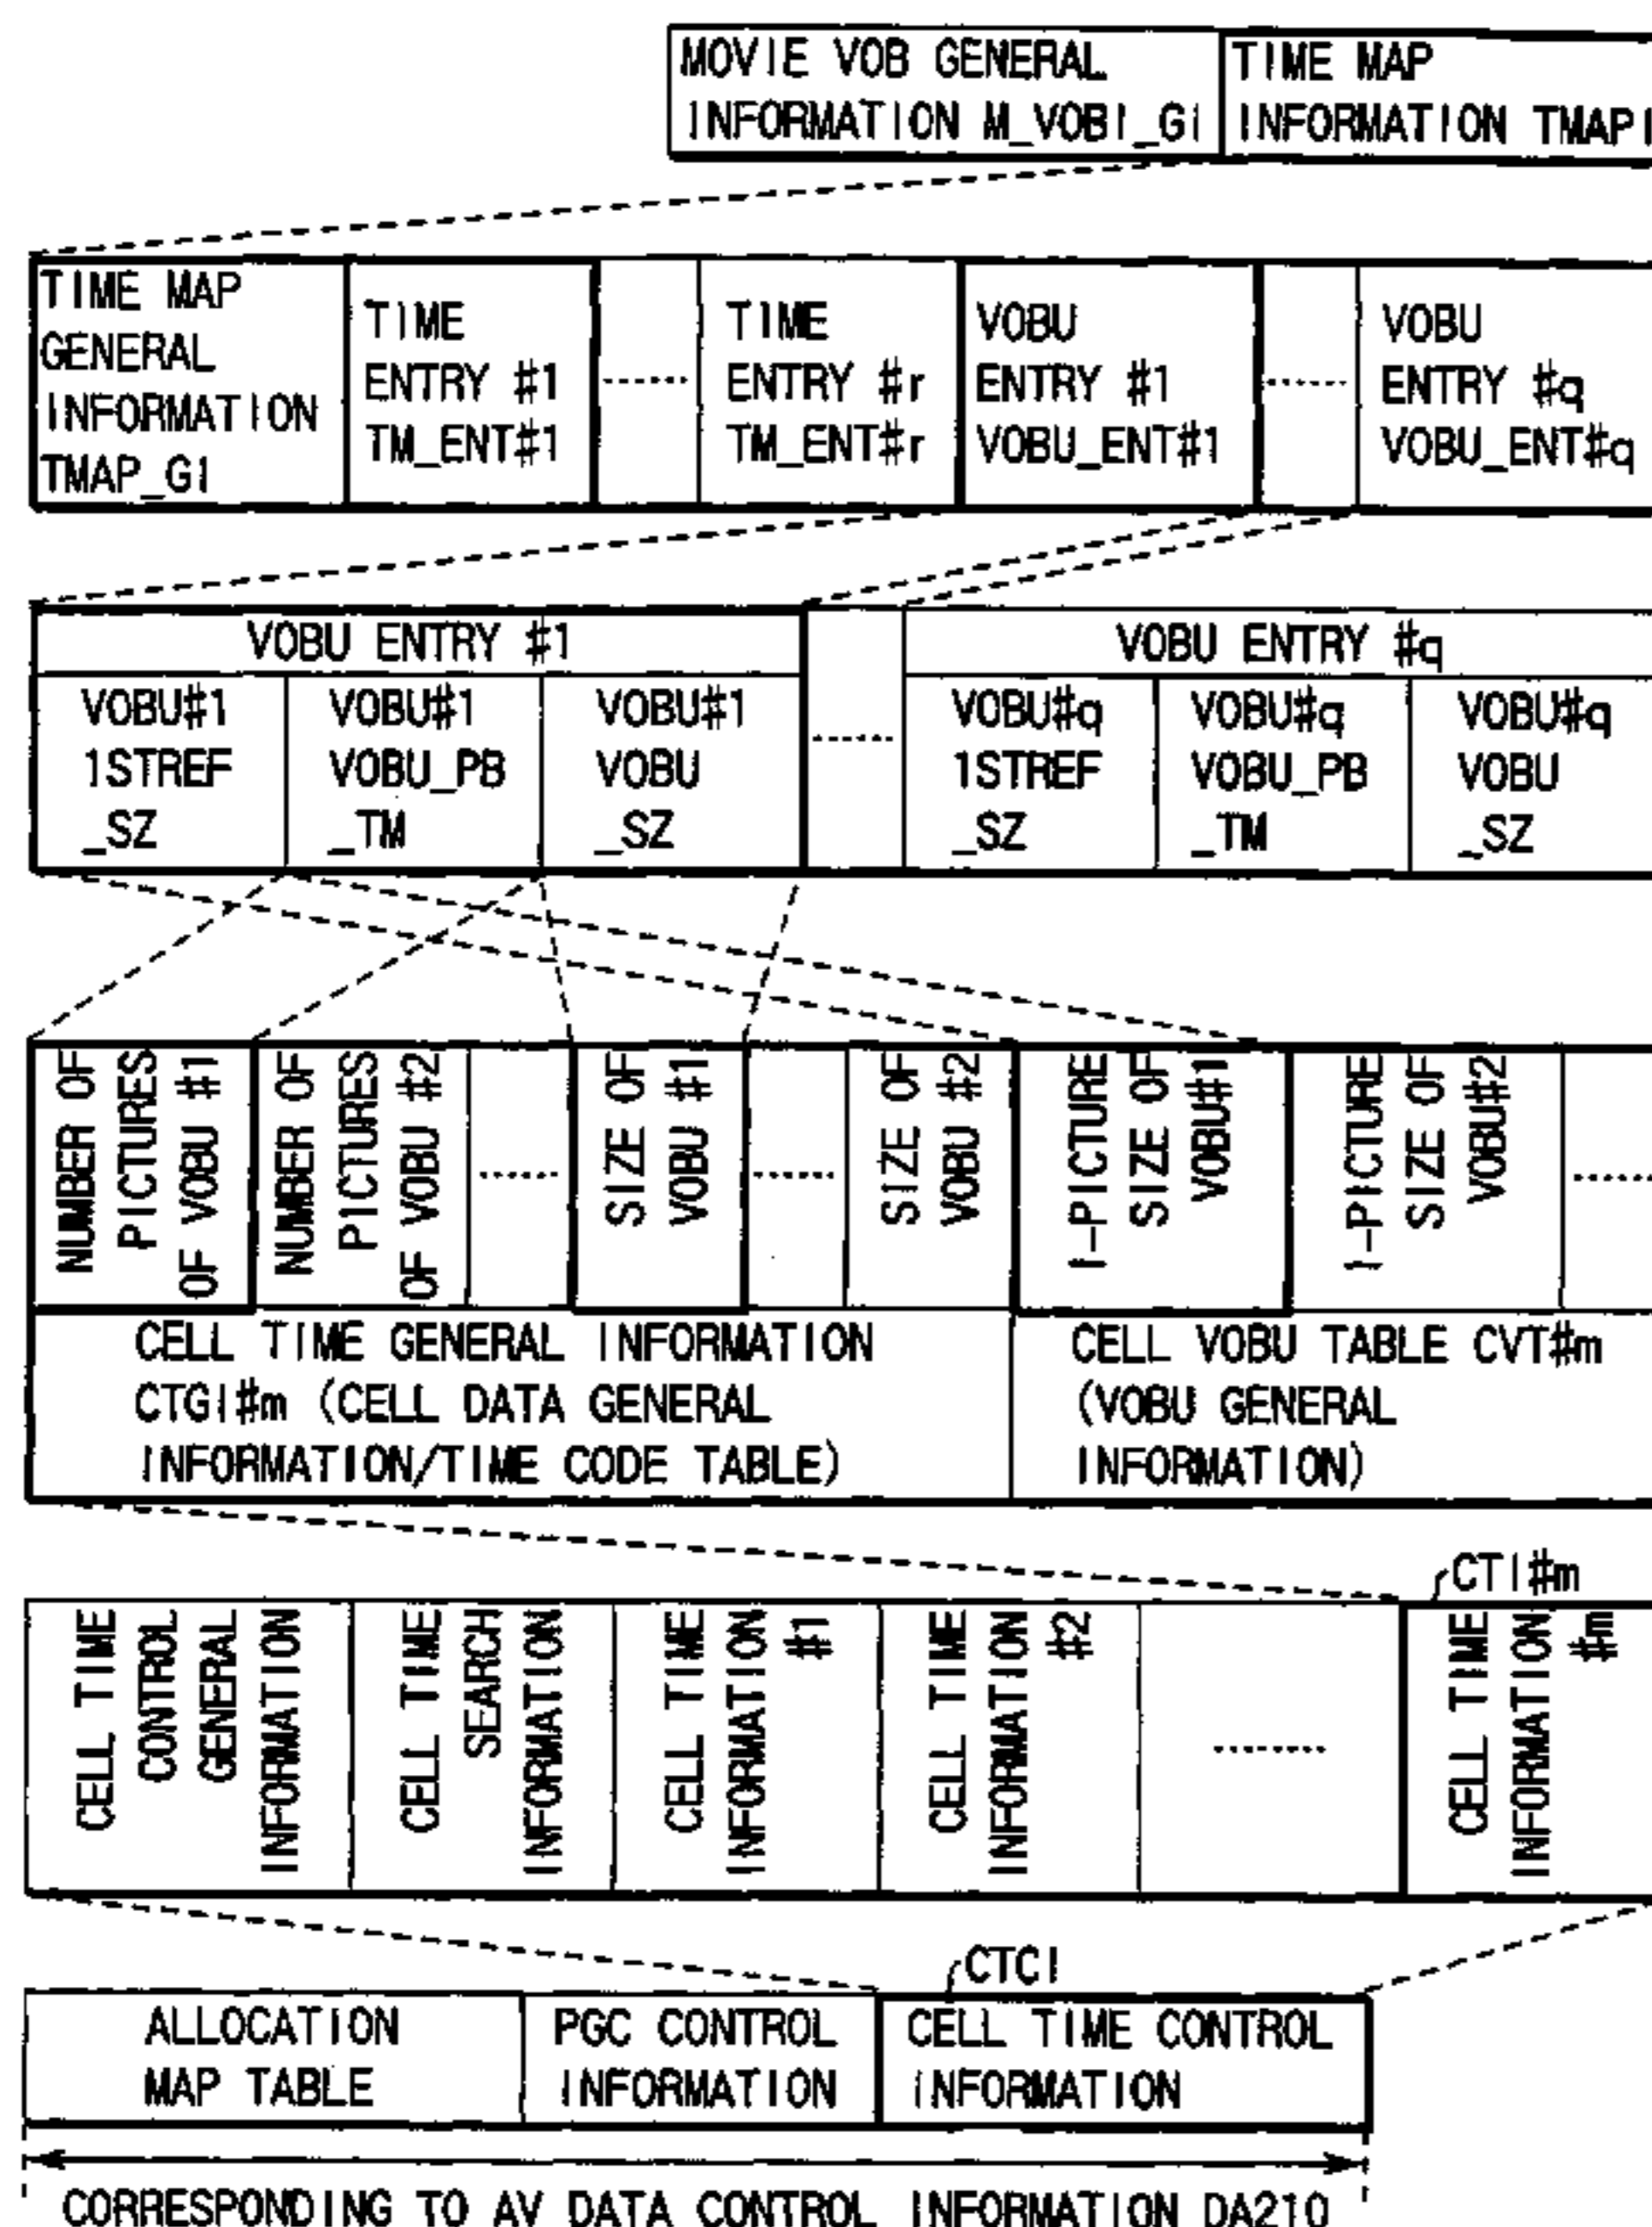 MOVIE VOB GENERAL
INFORMATION M_VOBI_GI
TIME MAP
INFORMATION TMAPI
TIME MAP
GENERAL
INFORMATION
TMAP_GI
TIME
ENTRY #1
TM_ENT#1
TIME
ENTRY #r
TM_ENT#r
VOBU
ENTRY #1
VOBU_ENT#1
VOBU
ENTRY #q
VOBU_ENT#q
VOBU ENTRY #1
VOBU#1
1STREF
_SZ
VOBU#1
VOBU_PB
_TM
VOBU#1
VOBU
_SZ
VOBU ENTRY #q
VOBU#q
1STREF
_SZ
VOBU#q
VOBU_PB
_TM
VOBU#q
VOBU
_SZ
NUMBER OF
PICTURES
OF VOBU #1
NUMBER OF
PICTURES
OF VOBU #2
SIZE OF
VOBU #1
SIZE OF
VOBU #2
I-PICTURE
SIZE OF
VOBU#1
I-PICTURE
SIZE OF
VOBU#2
CELL TIME GENERAL INFORMATION
CTGI#m (CELL DATA GENERAL
INFORMATION/TIME CODE TABLE)
CELL VOBU TABLE CVT#m
(VOBU GENERAL
INFORMATION)
CTI#m
CELL TIME
CONTROL
GENERAL
INFORMATION
CELL TIME
SEARCH
INFORMATION
CELL TIME
INFORMATION
#1
CELL TIME
INFORMATION
#2
CELL TIME
INFORMATION
#m
CTCI
ALLOCATION
MAP TABLE
PGC CONTROL
INFORMATION
CELL TIME CONTROL
INFORMATION
CORRESPONDING TO AV DATA CONTROL INFORMATION DA210